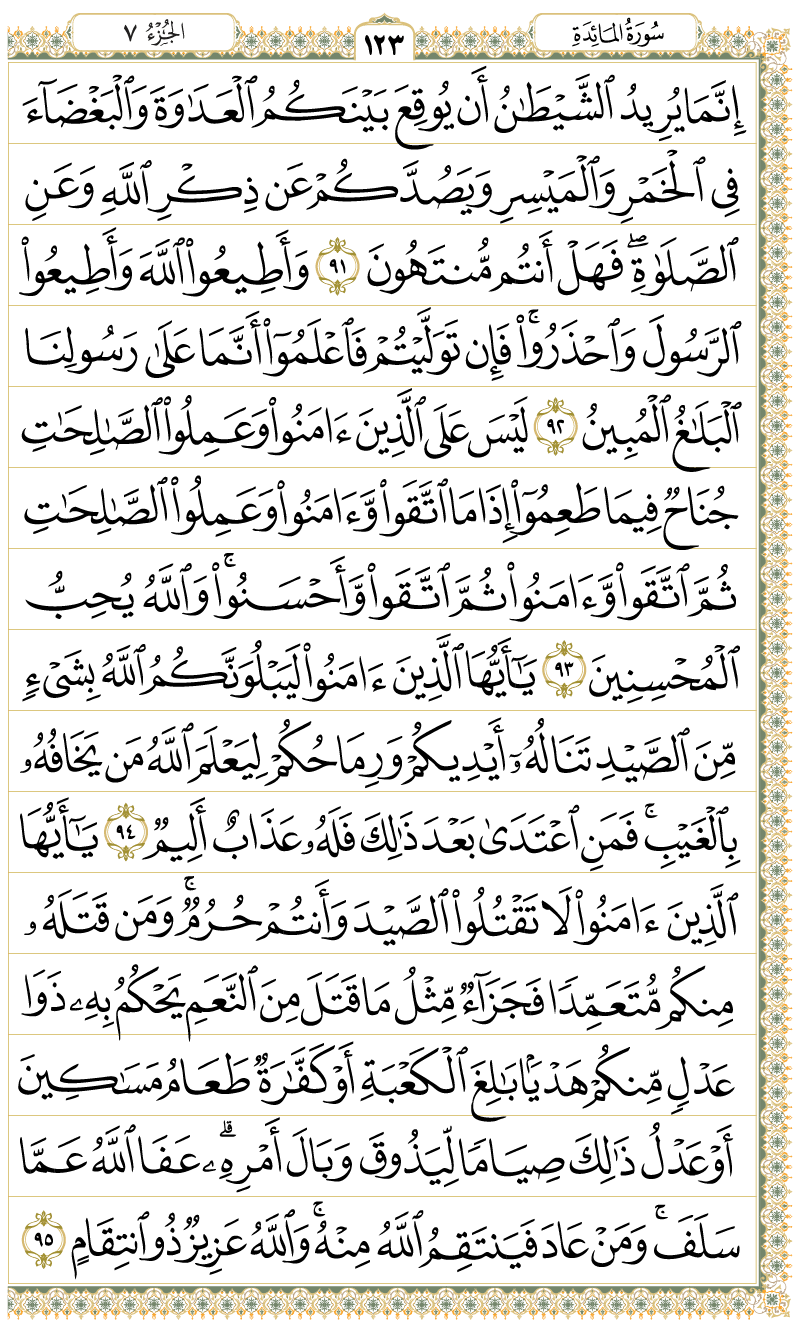 سُورَةُ المَائِدَةِ ١٢٣ الجُزْءُ ٧
إِنَّمَا يُرِيدُ ٱلشَّيْطَٰنُ أَن يُوقِعَ بَيْنَكُمُ ٱلْعَدَٰوَةَ وَٱلْبَغْضَآءَ
فِي ٱلْخَمْرِ وَٱلْمَيْسِرِ وَيَصُدَّكُمْ عَن ذِكْرِ ٱللَّهِ وَعَنِ
ٱلصَّلَوٰةِۖ فَهَلْ أَنتُم مُّنتَهُونَ ٩١ وَأَطِيعُوا۟ ٱللَّهَ وَأَطِيعُوا۟
ٱلرَّسُولَ وَٱحْذَرُوا۟ۚ فَإِن تَوَلَّيْتُمْ فَٱعْلَمُوٓا۟ أَنَّمَا عَلَىٰ رَسُولِنَا
ٱلْبَلَٰغُ ٱلْمُبِينُ ٩٢ لَيْسَ عَلَى ٱلَّذِينَ ءَامَنُوا۟ وَعَمِلُوا۟ ٱلصَّٰلِحَٰتِ
جُنَاحٌ فِيمَا طَعِمُوٓا۟ إِذَا مَا ٱتَّقَوا۟ وَّءَامَنُوا۟ وَعَمِلُوا۟ ٱلصَّٰلِحَٰتِ
ثُمَّ ٱتَّقَوا۟ وَّءَامَنُوا۟ ثُمَّ ٱتَّقَوا۟ وَّأَحْسَنُوا۟ۚ وَٱللَّهُ يُحِبُّ
ٱلْمُحْسِنِينَ ٩٣ يَٰٓأَيُّهَا ٱلَّذِينَ ءَامَنُوا۟ لَيَبْلُوَنَّكُمُ ٱللَّهُ بِشَىْءٍ
مِّنَ ٱلصَّيْدِ تَنَالُهُۥٓ أَيْدِيكُمْ وَرِمَاحُكُمْ لِيَعْلَمَ ٱللَّهُ مَن يَخَافُهُۥ
بِٱلْغَيْبِۚ فَمَنِ ٱعْتَدَىٰ بَعْدَ ذَٰلِكَ فَلَهُۥ عَذَابٌ أَلِيمٌ ٩٤ يَٰٓأَيُّهَا
ٱلَّذِينَ ءَامَنُوا۟ لَا تَقْتُلُوا۟ ٱلصَّيْدَ وَأَنتُمْ حُرُمٌۚ وَمَن قَتَلَهُۥ
مِنكُم مُّتَعَمِّدًا فَجَزَآءٌ مِّثْلُ مَا قَتَلَ مِنَ ٱلنَّعَمِ يَحْكُمُ بِهِۦ ذَوَا
عَدْلٍ مِّنكُمْ هَدْيًۢا بَٰلِغَ ٱلْكَعْبَةِ أَوْ كَفَّٰرَةٌ طَعَامُ مَسَٰكِينَ
أَوْ عَدْلُ ذَٰلِكَ صِيَامًا لِّيَذُوقَ وَبَالَ أَمْرِهِۦۗ عَفَا ٱللَّهُ عَمَّا
سَلَفَۚ وَمَنْ عَادَ فَيَنتَقِمُ ٱللَّهُ مِنْهُۚ وَٱللَّهُ عَزِيزٌ ذُو ٱنتِقَامٍ ٩٥